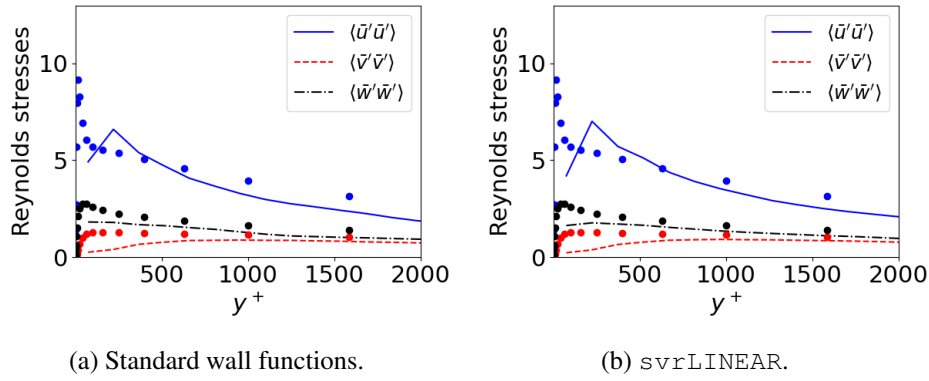 Reynolds stresses
10
5
0
500
1000
1500
2000
y⁺
⟨ū′ū′⟩
⟨v̄′v̄′⟩
⟨w̄′w̄′⟩
(a) Standard wall functions.
Reynolds stresses
10
5
0
500
1000
1500
2000
y⁺
⟨ū′ū′⟩
⟨v̄′v̄′⟩
⟨w̄′w̄′⟩
(b) svrLINEAR.